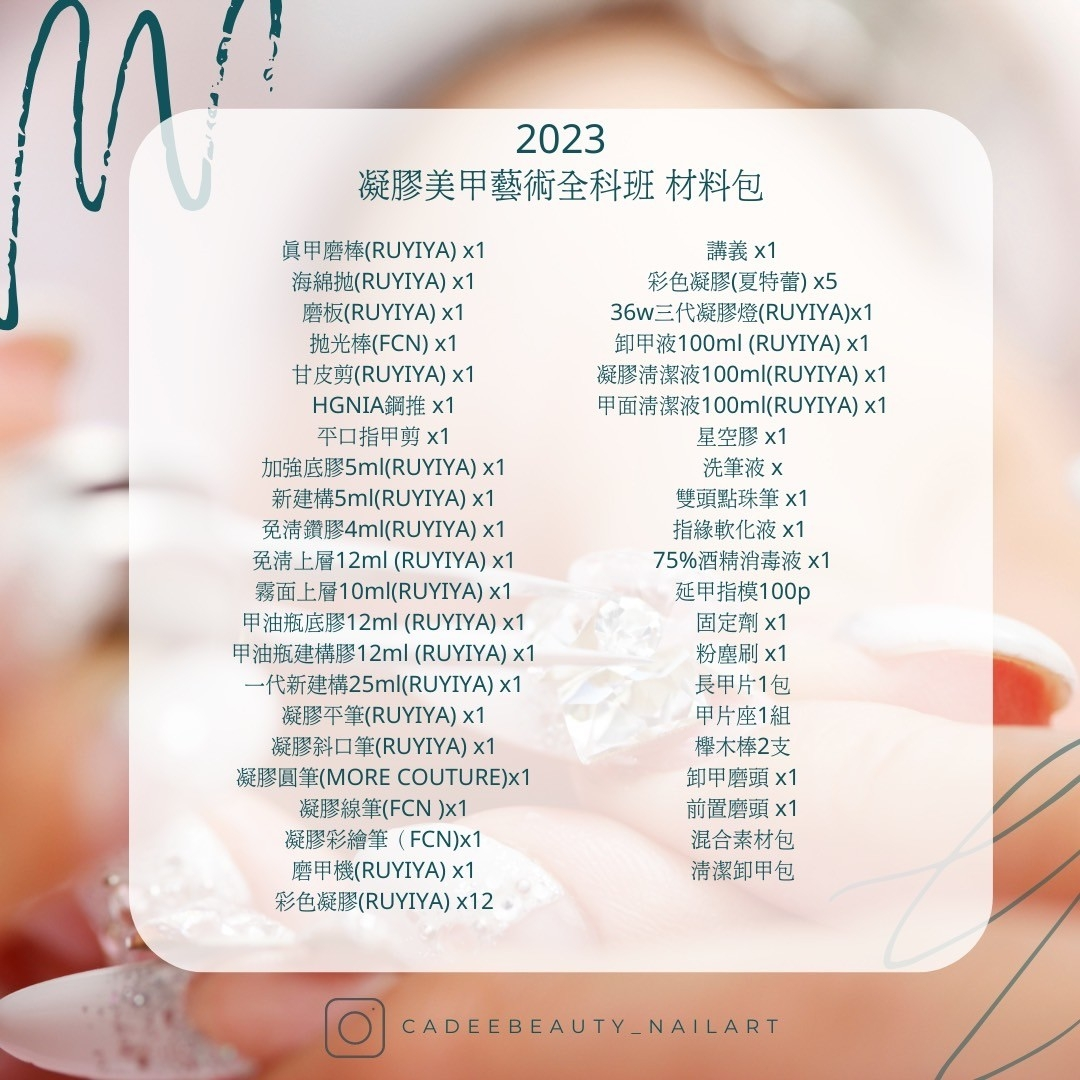 2023
凝膠美甲藝術全科班 材料包
眞甲磨棒(RUYIYA) x1
海綿拋(RUYIYA) x1
磨板(RUYIYA) x1
拋光棒(FCN) x1
甘皮剪(RUYIYA) x1
HGNIA鋼推 x1
平口指甲剪 x1
加強底膠5ml(RUYIYA) x1
新建構5ml(RUYIYA) x1
免淸鑽膠4ml(RUYIYA) x1
免淸上層12ml (RUYIYA) x1
霧面上層10ml(RUYIYA) x1
甲油瓶底膠12ml (RUYIYA) x1
甲油瓶建構膠12ml (RUYIYA) x1
一代新建構25ml(RUYIYA) x1
凝膠平筆(RUYIYA) x1
凝膠斜口筆(RUYIYA) x1
凝膠圓筆(MORE COUTURE)x1
凝膠線筆(FCN )x1
凝膠彩繪筆（FCN)x1
磨甲機(RUYIYA) x1
彩色凝膠(RUYIYA) x12
講義 x1
彩色凝膠(夏特蕾) x5
36w三代凝膠燈(RUYIYA)x1
卸甲液100ml (RUYIYA) x1
凝膠淸潔液100ml(RUYIYA) x1
甲面淸潔液100ml(RUYIYA) x1
星空膠 x1
洗筆液 x
雙頭點珠筆 x1
指緣軟化液 x1
75%酒精消毒液 x1
延甲指模100p
固定劑 x1
粉塵刷 x1
長甲片1包
甲片座1組
櫸木棒2支
卸甲磨頭 x1
前置磨頭 x1
混合素材包
淸潔卸甲包
CADEEBEAUTY_NAILART